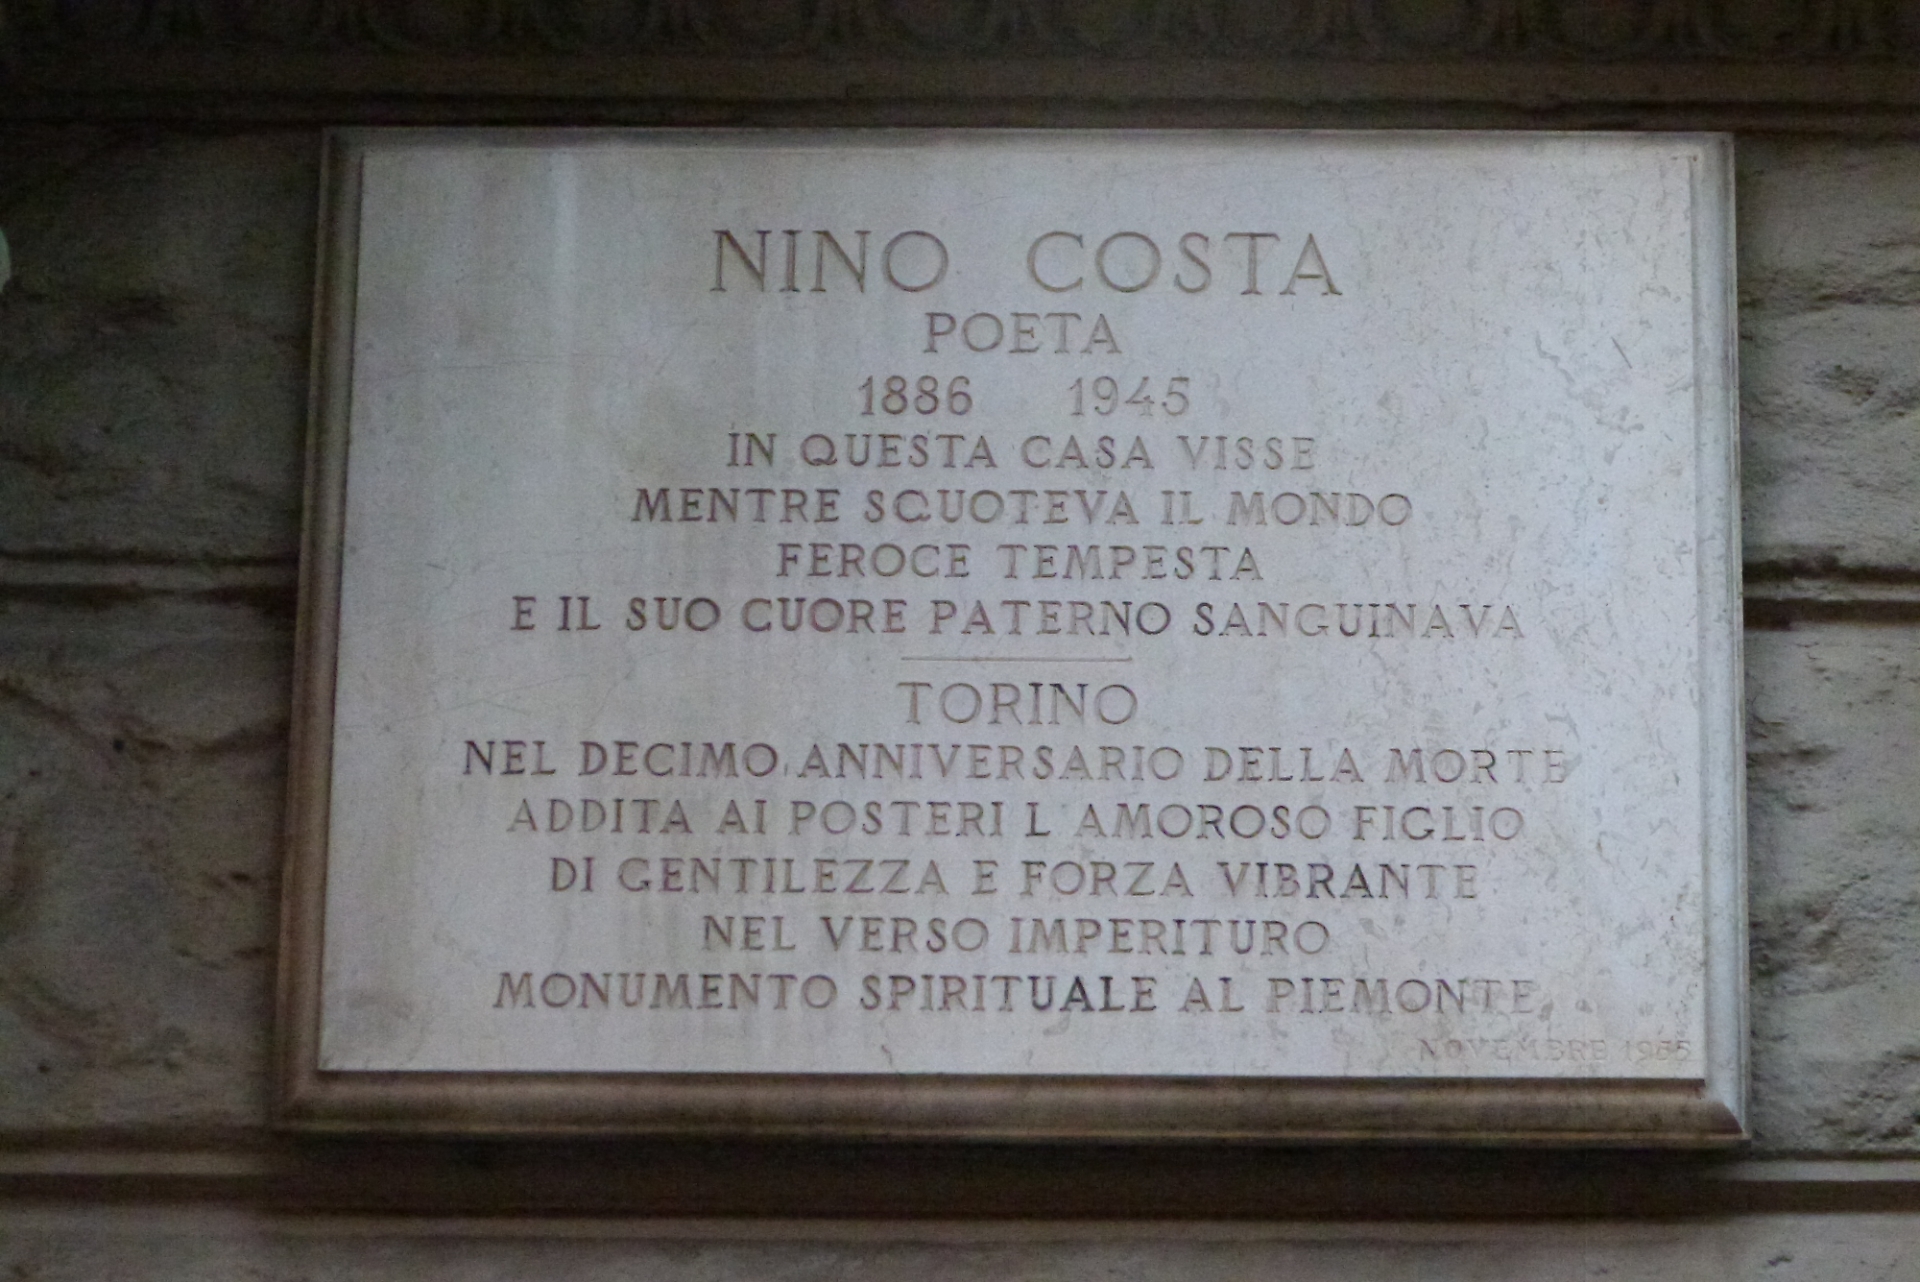 NINO COSTA
POETA
1886 1945
IN QUESTA CASA VISSE
MENTRE SQUOTEVA IL MONDO
FEROCE TEMPESTA
E IL SUO CUORE PATERNO SANGUINAVA
TORINO
NEL DECIMO ANNIVERSARIO DELLA MORTE
ADDITA AI POSTERI L'AMOROSO FIGLIO
DI GENTILEZZA E FORZA VIBRANTE
NEL VERSO IMPERITURO
MONUMENTO SPIRITUALE AL PIEMONTE
NOVEMBRE 1955